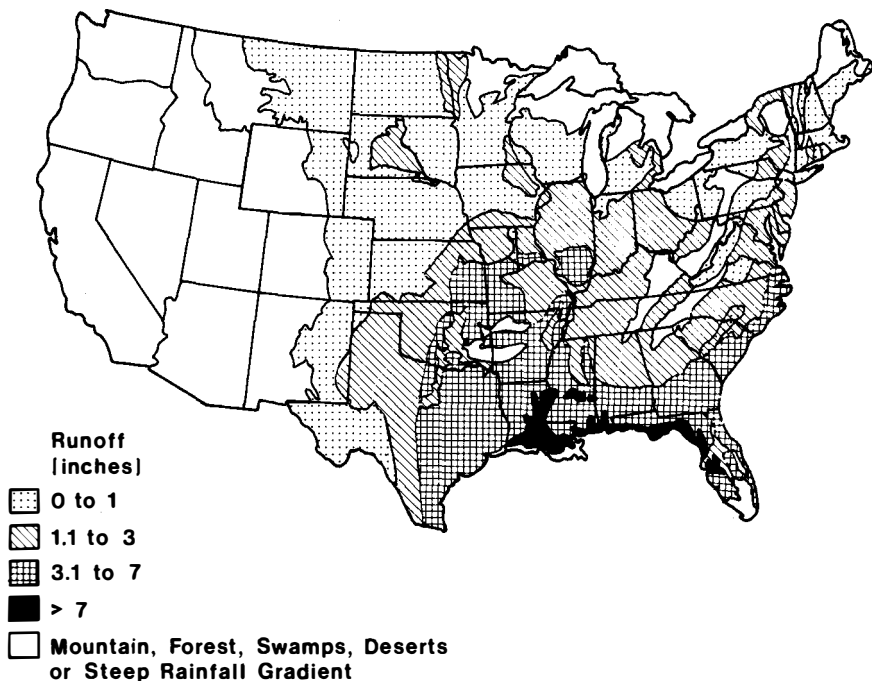 Runoff
(inches)
0 to 1
1.1 to 3
3.1 to 7
> 7
Mountain, Forest, Swamps, Deserts
or Steep Rainfall Gradient